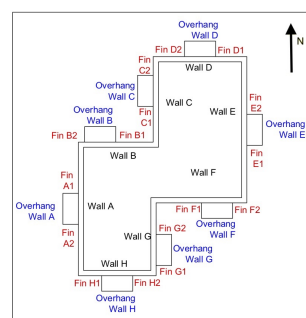 Overhang
Wall D
Fin D2
Fin D1
N
Fin
C2
Wall D
Overhang
Wall C
Wall C
Wall E
Fin
E2
Overhang
Wall B
Fin
C1
Overhang
Wall E
Fin B2
Fin B1
Wall B
Fin
E1
Wall F
Fin
A1
Overhang
Wall A
Wall A
Fin F1
Fin F2
Fin
A2
Wall G
Fin G2
Overhang
Wall F
Overhang
Wall G
Wall H
Fin G1
Fin H1
Fin H2
Overhang
Wall H